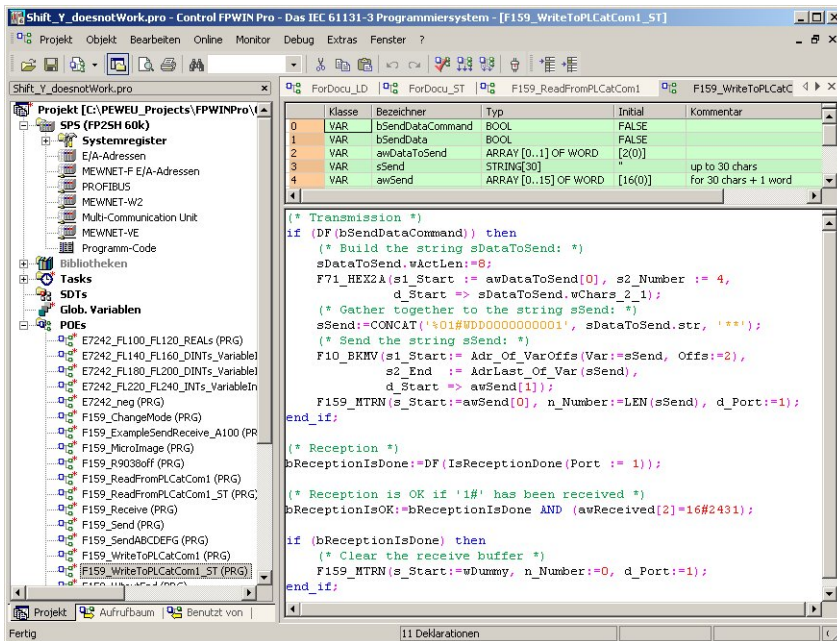 Shift_Y_doesnotWork.pro - Control FPWIN Pro - Das IEC 61131-3 Programmiersystem - [F159_WriteToPLCatCom1_ST]
Projekt Objekt Bearbeiten Online Monitor Debug Extras Fenster ?
Shift_Y_doesnotWork.pro
ForDocu_LD ForDocu_ST F159_ReadFromPLCatCom1 F159_WriteToPLCatC
Projekt [C:\PEWEU_Projects\FPWINPro\
SPS (FP2SH 60k)
Systemregister
E/A-Adressen
MEWNET-F E/A-Adressen
PROFIBUS
MEWNET-W2
Multi-Communication Unit
MEWNET-VE
Programm-Code
Bibliotheken
Tasks
SDTs
Glob. Variablen
POEs
E7242_FL100_FL120_REALs (PRG)
E7242_FL140_FL160_DINTs_VariableI
E7242_FL180_FL200_DINTs_VariableI
E7242_FL220_FL240_INTs_VariableIn
E7242_neg (PRG)
F159_ChangeMode (PRG)
F159_ExampleSendReceive_A100 (PR
F159_MicroImage (PRG)
F159_R9038off (PRG)
F159_ReadFromPLCatCom1 (PRG)
F159_ReadFromPLCatCom1_ST (PRG)
F159_Receive (PRG)
F159_Send (PRG)
F159_SendABCDEFG (PRG)
F159_WriteToPLCatCom1 (PRG)
F159_WriteToPLCatCom1_ST (PRG)
Klasse Bezeichner Typ Initial Kommentar
0 VAR bSendDataCommand BOOL FALSE
1 VAR bSendData BOOL FALSE
2 VAR awDataToSend ARRAY [0..1] OF WORD [2(0)]
3 VAR sSend STRING[30] '' up to 30 chars
4 VAR awSend ARRAY [0..15] OF WORD [16(0)] for 30 chars + 1 word
(* Transmission *)
if (DF(bSendDataCommand)) then
(* Build the string sDataToSend: *)
sDataToSend.wActLen:=8;
F71_HEX2A(s1_Start := awDataToSend[0], s2_Number := 4,
d_Start => sDataToSend.wChars_2_1);
(* Gather together to the string sSend: *)
sSend:=CONCAT('%01#WDD0000000001', sDataToSend.str, '**');
(* Send the string sSend: *)
F10_BKMV(s1_Start:= Adr_Of_VarOffs(Var:=sSend, Offs:=2),
s2_End := AdrLast_Of_Var(sSend),
d_Start => awSend[1]);
F159_MTRN(s_Start:=awSend[0], n_Number:=LEN(sSend), d_Port:=1);
end_if;
(* Reception *)
bReceptionIsDone:=DF(IsReceptionDone(Port := 1));
(* Reception is OK if '1#' has been received *)
bReceptionIsOK:=bReceptionIsDone AND (awReceived[2]=16#2431);
if (bReceptionIsDone) then
(* Clear the receive buffer *)
F159_MTRN(s_Start:=wDummy, n_Number:=0, d_Port:=1);
end_if;
Projekt Aufrufbaum Benutzt von
Fertig 11 Deklarationen